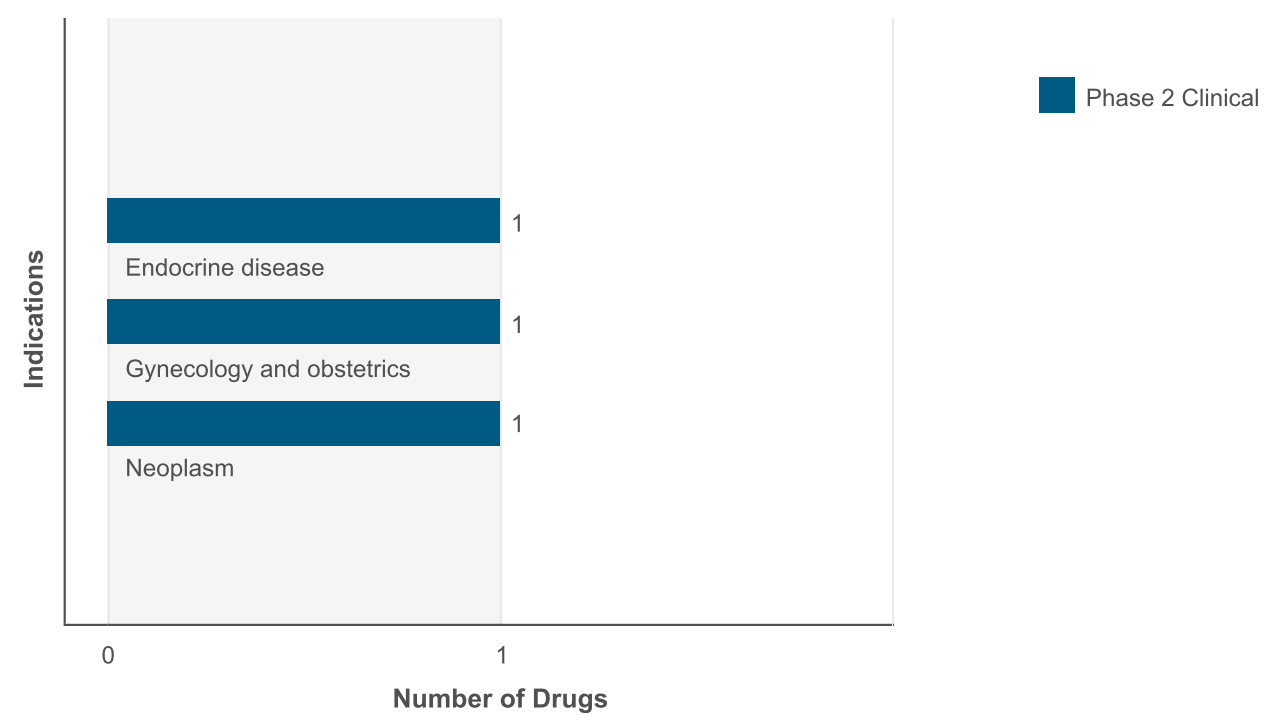 Phase 2 Clinical
Indications
1
Endocrine disease
1
Gynecology and obstetrics
1
Neoplasm
0
1
Number of Drugs